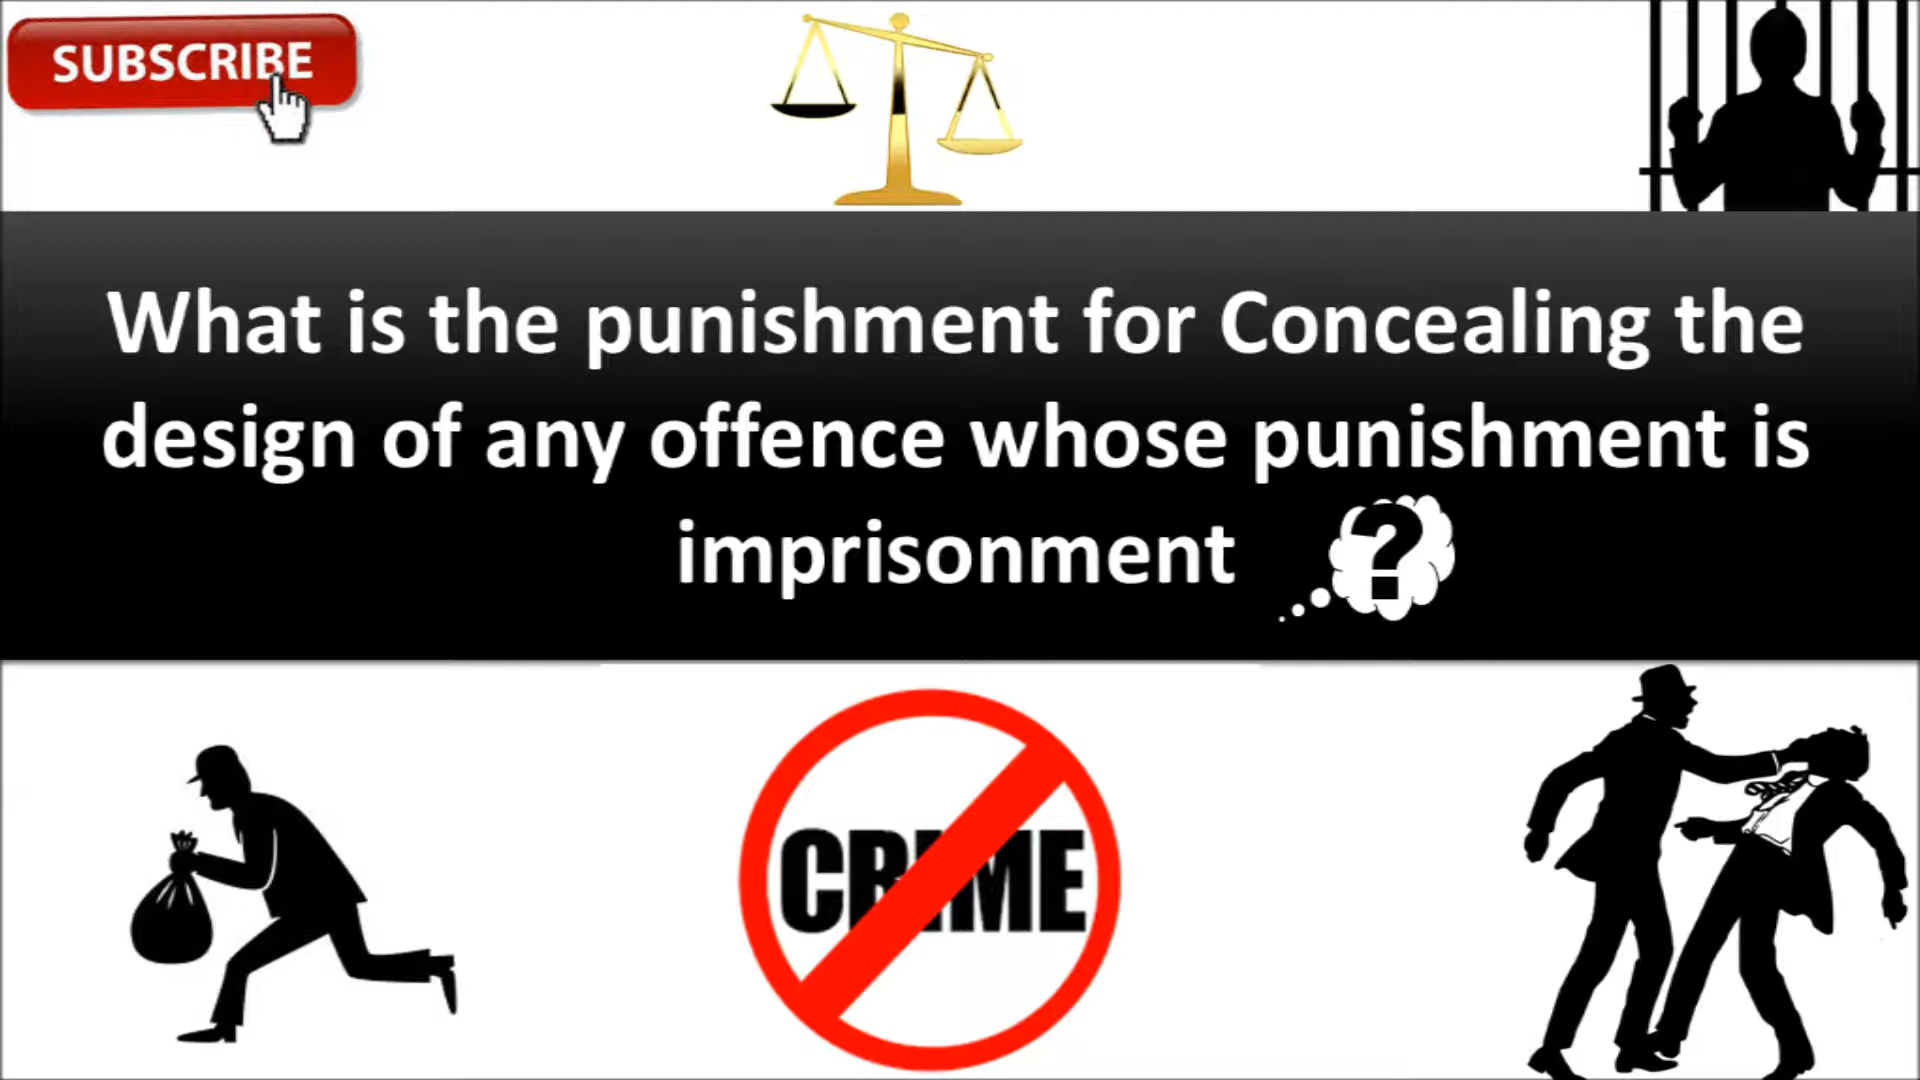 SUBSCRIBE
What is the punishment for Concealing the
design of any offence whose punishment is
imprisonment ?
CRIME